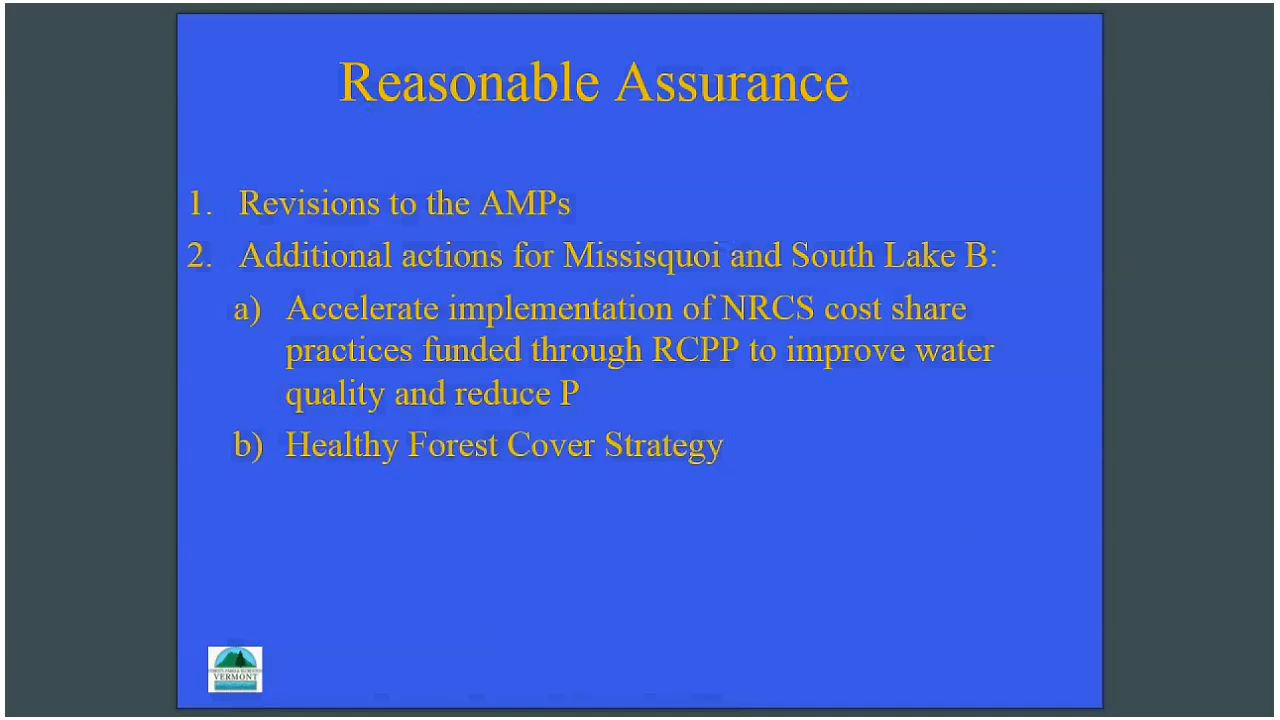 Reasonable Assurance
1. Revisions to the AMPs
2. Additional actions for Missisquoi and South Lake B:
a) Accelerate implementation of NRCS cost share
practices funded through RCPP to improve water
quality and reduce P
b) Healthy Forest Cover Strategy
VERMONT